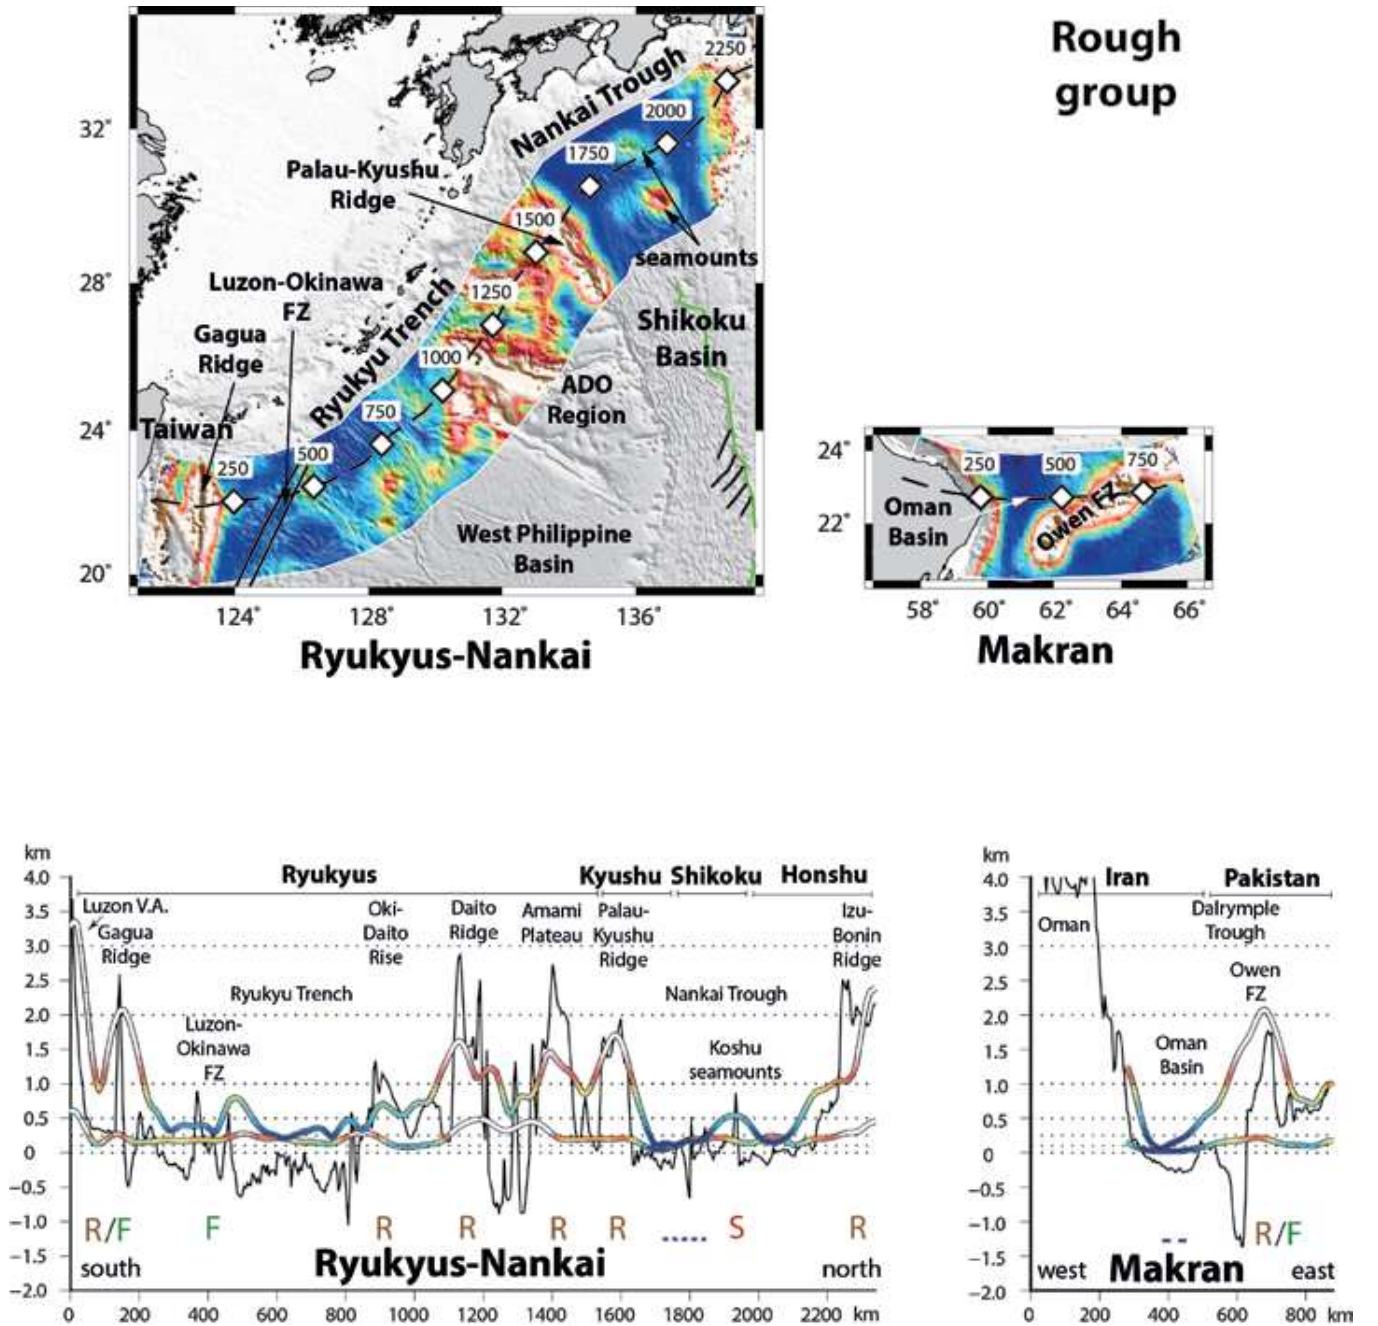 Rough
group
2250
Nankai Trough
2000
32°
1750
Palau-Kyushu
Ridge
1500
seamounts
28°
Luzon-Okinawa
FZ
1250
Shikoku
Basin
Gagua
Ridge
Ryukyu Trench
1000
ADO
Region
750
24°
Taiwan
500
250
West Philippine
Basin
20°
124°
128°
132°
136°
Ryukyus-Nankai
24°
250
500
750
Oman
Basin
Owen FZ
22°
58°
60°
62°
64°
66°
Makran
km
4.0
3.5
3.0
2.5
2.0
1.5
1.0
0.5
0
−0.5
−1.0
−1.5
−2.0
Ryukyus
Kyushu
Shikoku
Honshu
Luzon V.A.
Gagua
Ridge
Oki-
Daito
Rise
Daito
Ridge
Amami
Plateau
Palau-
Kyushu
Ridge
Izu-
Bonin
Ridge
Ryukyu Trench
Nankai Trough
Luzon-
Okinawa
FZ
Koshu
seamounts
R/F
F
R
R
R
R
S
R
south
Ryukyus-Nankai
north
0
200
400
600
800
1000
1200
1400
1600
1800
2000
2200
km
km
4.0
3.5
3.0
2.5
2.0
1.5
1.0
0.5
0
−0.5
−1.0
−1.5
−2.0
Iran
Pakistan
Oman
Dalrymple
Trough
Owen
FZ
Oman
Basin
R/F
west
Makran
east
0
200
400
600
800
km